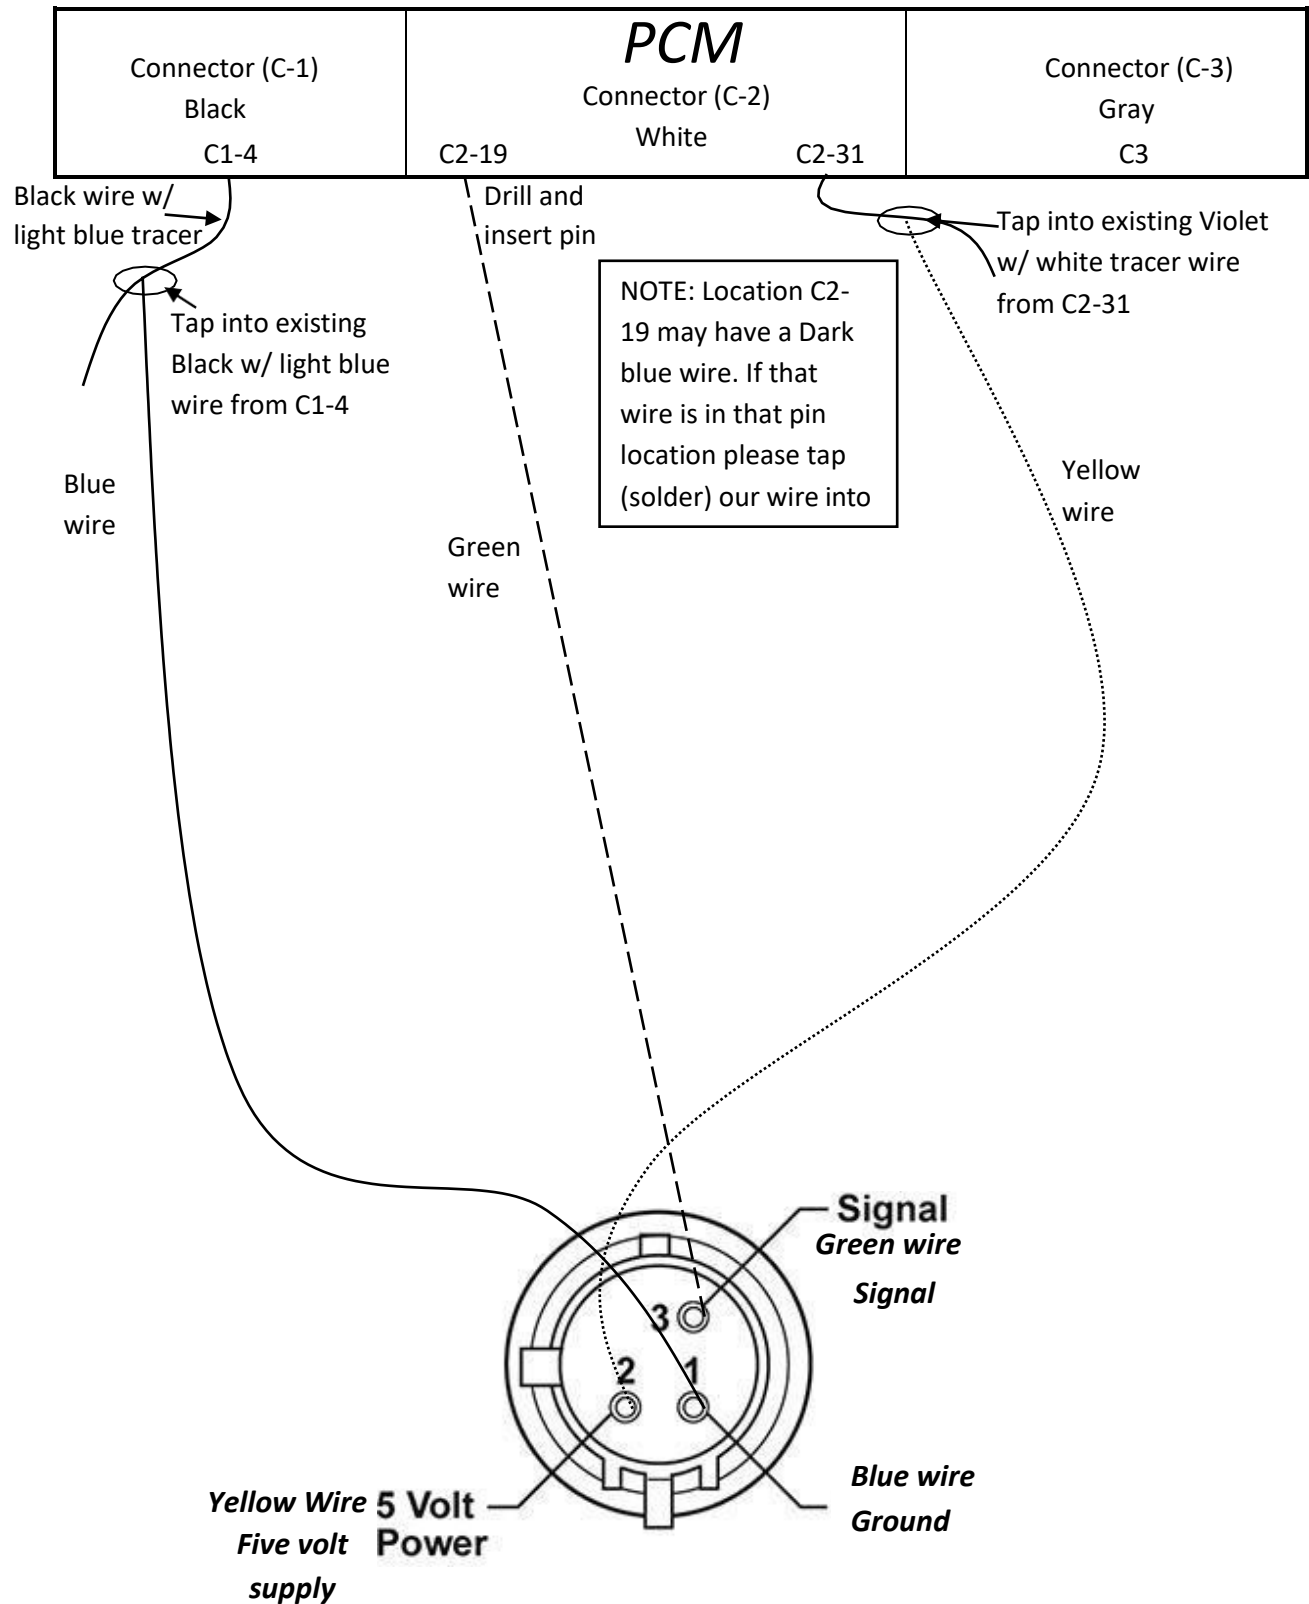 PCM
Connector (C-1)
Black
C1-4
Connector (C-2)
White
C2-19
C2-31
Connector (C-3)
Gray
C3
Black wire w/
light blue tracer
Drill and
insert pin
Tap into existing Violet
w/ white tracer wire
from C2-31
Tap into existing
Black w/ light blue
wire from C1-4
NOTE: Location C2-
19 may have a Dark
blue wire. If that
wire is in that pin
location please tap
(solder) our wire into
Blue
wire
Green
wire
Yellow
wire
Signal
Green wire
Signal
3
2
1
Yellow Wire
Five volt
supply
5 Volt
Power
Blue wire
Ground